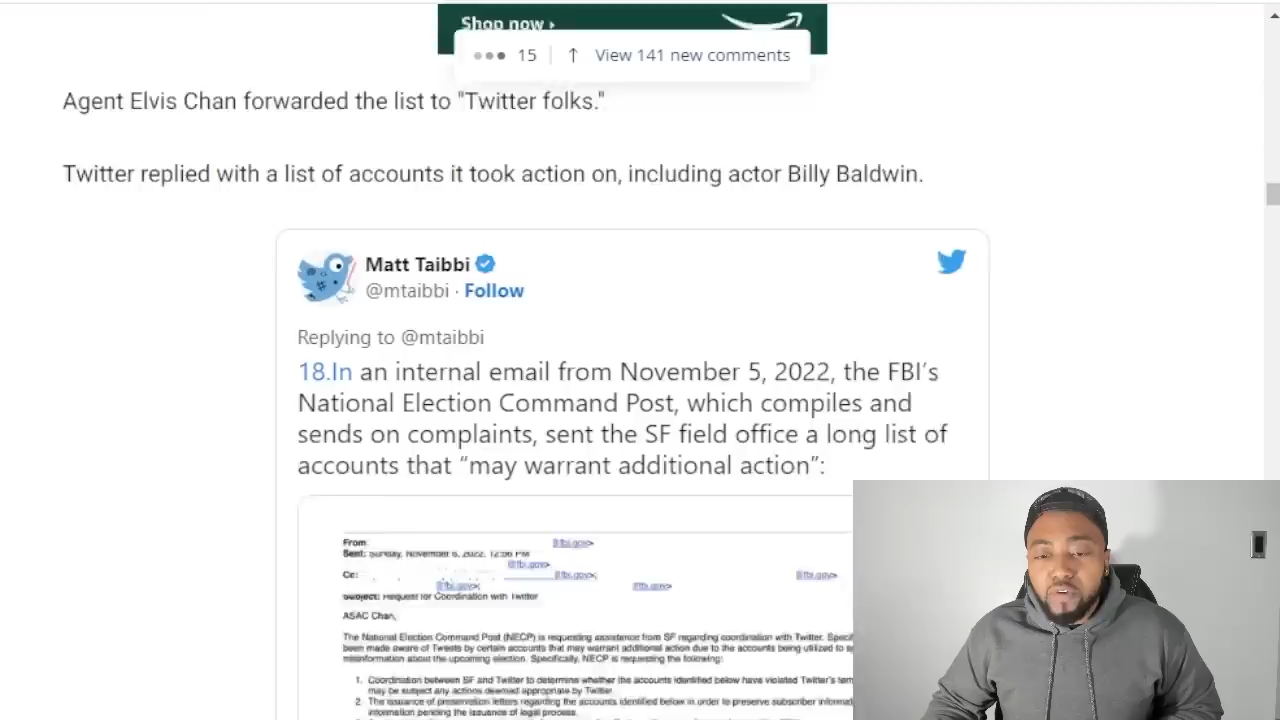 Shop now ›
15 | ↑ View 141 new comments
Agent Elvis Chan forwarded the list to "Twitter folks."
Twitter replied with a list of accounts it took action on, including actor Billy Baldwin.
Matt Taibbi
@mtaibbi · Follow
Replying to @mtaibbi
18.In an internal email from November 5, 2022, the FBI's
National Election Command Post, which compiles and
sends on complaints, sent the SF field office a long list of
accounts that “may warrant additional action”:
From
@fbi.gov>
Sent: Sunday, November 6, 2022, 12:06 PM
@fbi.gov>
Cc: @fbi.gov>; @fbi.gov>
@fbi.gov>; @fbi.gov>
Subject: Request for Coordination with Twitter
ASAC Chan,
The National Election Command Post (NECP) is requesting assistance from SF regarding coordination with Twitter. Specif
been made aware of Tweets by certain accounts that may warrant additional action due to the accounts being utilized to s
misinformation about the upcoming election. Specifically, NECP is requesting the following:
1. Coordination between SF and Twitter to determine whether the accounts identified below have violated Twitter's term
may be subject any actions deemed appropriate by Twitter.
2. The issuance of preservation letters regarding the accounts identified below in order to preserve subscriber informat
information pending the issuance of legal process.